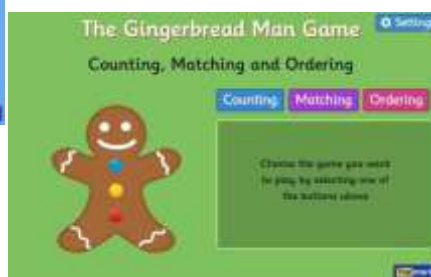 The Gingerbread Man Game
Setting
Counting, Matching and Ordering
Counting Matching Ordering
Choose the game you want
to play, by selecting one of
the buttons above